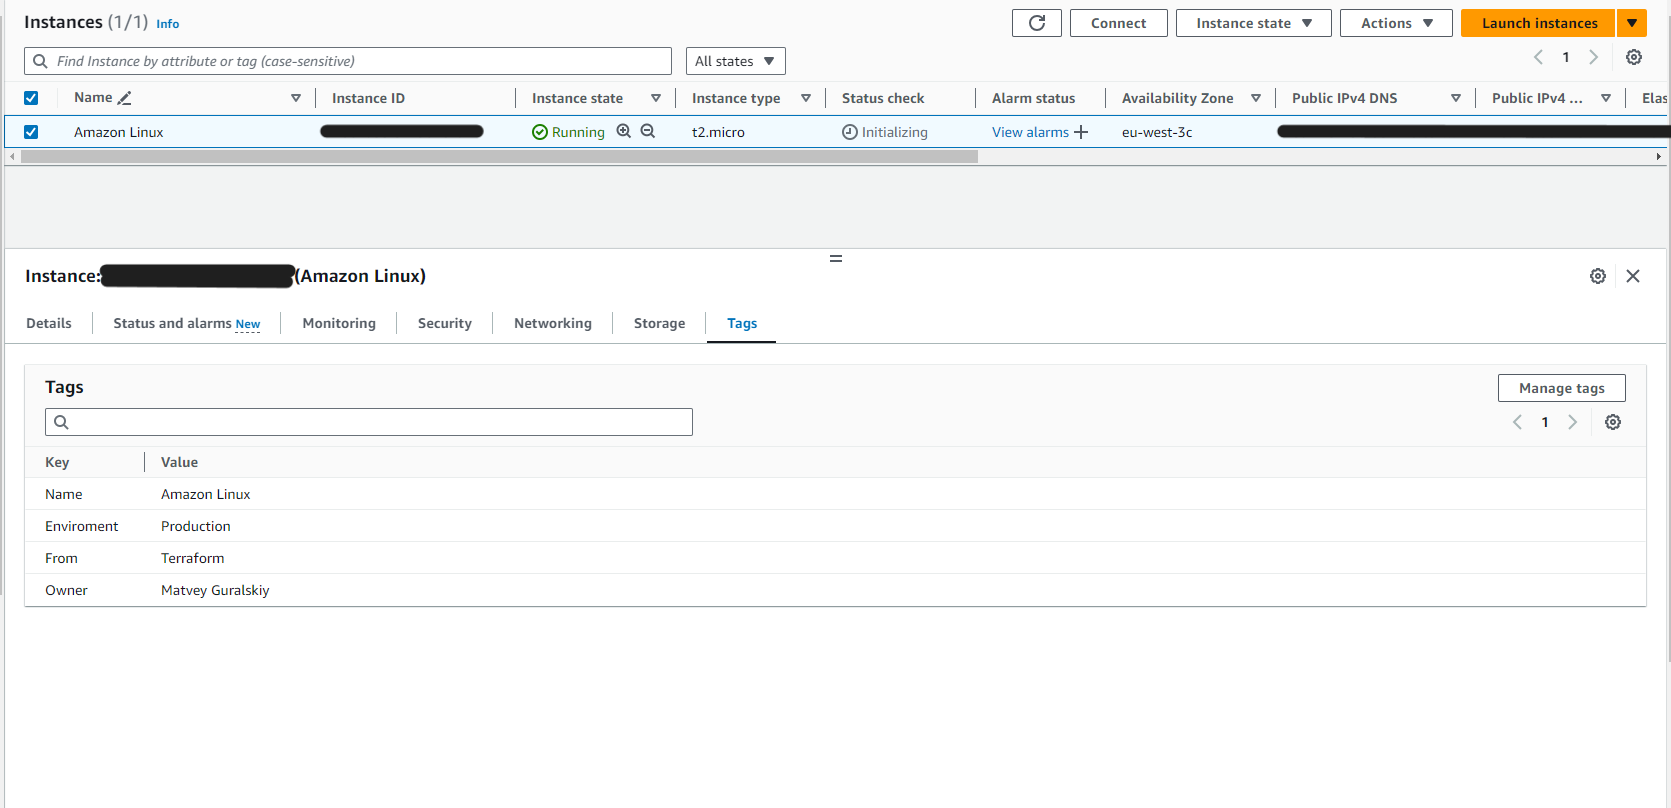 Instances (1/1) Info
Connect Instance state Actions Launch instances
Find Instance by attribute or tag (case-sensitive) All states 1
Name Instance ID Instance state Instance type Status check Alarm status Availability Zone Public IPv4 DNS Public IPv4 ... Elas
Amazon Linux Running t2.micro Initializing View alarms + eu-west-3c
Instance: (Amazon Linux)
Details Status and alarms New Monitoring Security Networking Storage Tags
Tags Manage tags
1
Key Value
Name Amazon Linux
Enviroment Production
From Terraform
Owner Matvey Guralskiy